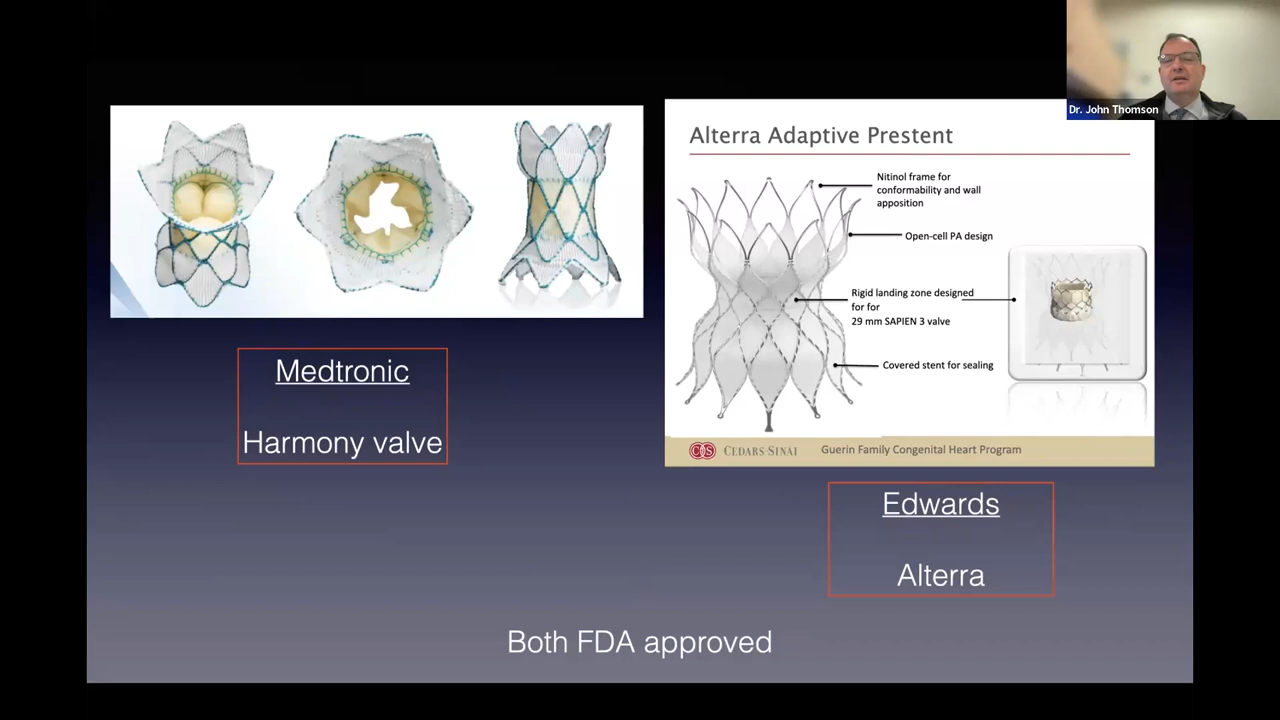 Dr. John Thomson
Alterra Adaptive Prestent
Nitinol frame for
conformability and wall
apposition
Open-cell PA design
Rigid landing zone designed
for for
29 mm SAPIEN 3 valve
Covered stent for sealing
CS CEDARS-SINAI
Guerin Family Congenital Heart Program
Medtronic
Harmony valve
Edwards
Alterra
Both FDA approved